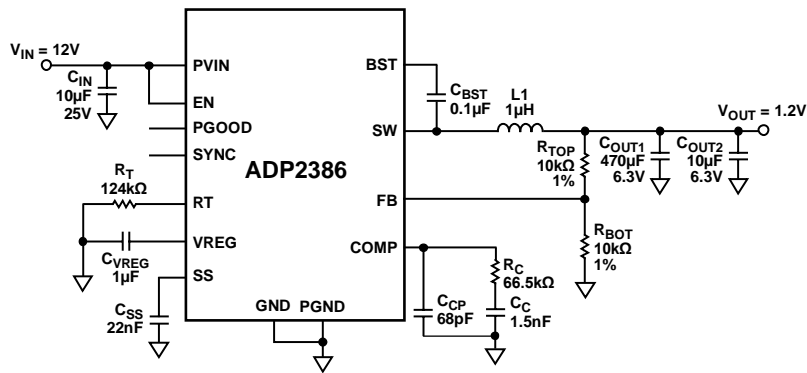 V_IN = 12V
C_IN
10µF
25V
PVIN
EN
PGOOD
SYNC
R_T
124kΩ
RT
VREG
C_VREG
1µF
SS
C_SS
22nF
ADP2386
GND
PGND
BST
SW
FB
COMP
C_BST
0.1µF
L1
1µH
R_TOP
10kΩ
1%
R_BOT
10kΩ
1%
C_OUT1
470µF
6.3V
C_OUT2
10µF
6.3V
V_OUT = 1.2V
C_CP
68pF
R_C
66.5kΩ
C_C
1.5nF